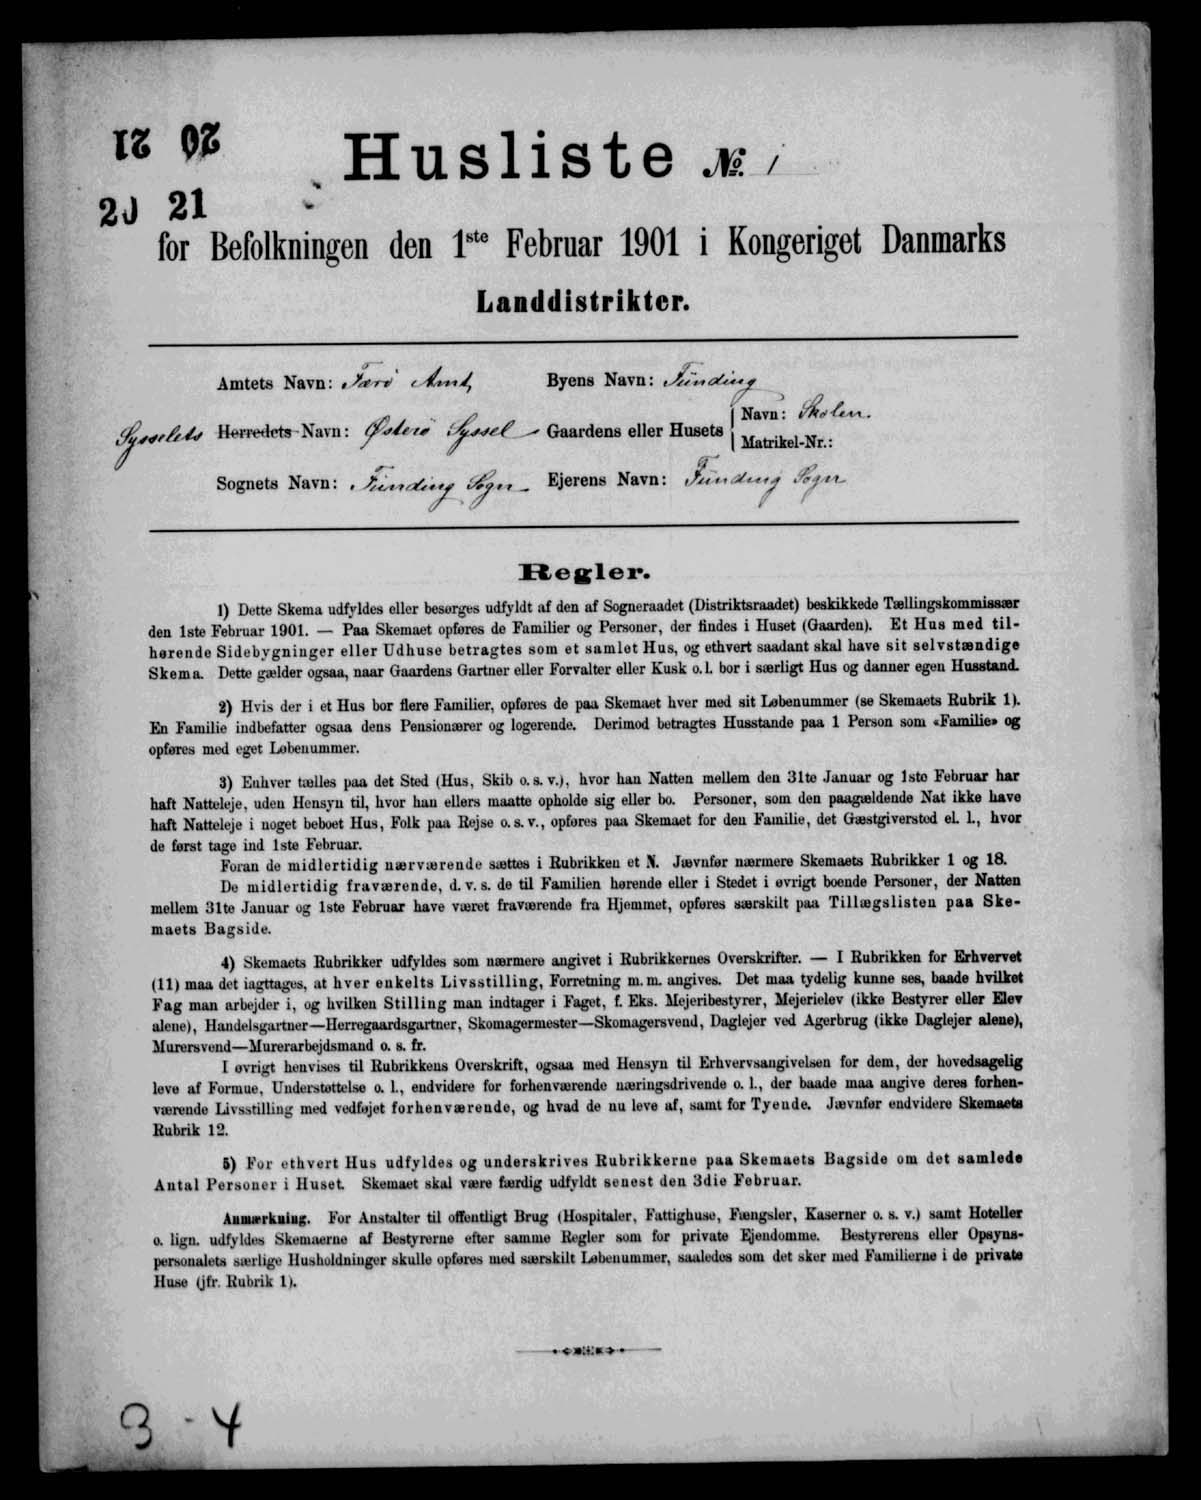 12 20
20 21
Husliste No. 1
for Befolkningen den 1ste Februar 1901 i Kongeriget Danmarks
Landdistrikter.
Amtets Navn: Færö Amt, Byens Navn: Funding
Sysselets Herredets Navn: Østerö Syssel Gaardens eller Husets Navn: Skolen.
Matrikel-Nr.:
Sognets Navn: Funding Sogn Ejerens Navn: Funding Sogn
Regler.
1) Dette Skema udfyldes eller besørges udfyldt af den af Sogneraadet (Distriktsraadet) beskikkede Tællingskommissær
den 1ste Februar 1901. — Paa Skemaet opføres de Familier og Personer, der findes i Huset (Gaarden). Et Hus med til-
hørende Sidebygninger eller Udhuse betragtes som et samlet Hus, og ethvert saadant skal have sit selvstændige
Skema. Dette gælder ogsaa, naar Gaardens Gartner eller Forvalter eller Kusk o. l. bor i særligt Hus og danner egen Husstand.
2) Hvis der i et Hus bor flere Familier, opføres de paa Skemaet hver med sit Løbenummer (se Skemaets Rubrik 1).
En Familie indbefatter ogsaa dens Pensionærer og logerende. Derimod betragtes Husstande paa 1 Person som «Familie» og
opføres med eget Løbenummer.
3) Enhver tælles paa det Sted (Hus, Skib o. s. v.), hvor han Natten mellem den 31te Januar og 1ste Februar har
haft Natteleje, uden Hensyn til, hvor han ellers maatte opholde sig eller bo. Personer, som den paagældende Nat ikke have
haft Natteleje i noget beboet Hus, Folk paa Rejse o. s. v., opføres paa Skemaet for den Familie, det Gæstgiversted el. l., hvor
de først tage ind 1ste Februar.
Foran de midlertidig nærværende sættes i Rubrikken et N. Jævnfør nærmere Skemaets Rubrikker 1 og 18.
De midlertidig fraværende, d. v. s. de til Familien hørende eller i Stedet i øvrigt boende Personer, der Natten
mellem 31te Januar og 1ste Februar have været fraværende fra Hjemmet, opføres særskilt paa Tillægslisten paa Ske-
maets Bagside.
4) Skemaets Rubrikker udfyldes som nærmere angivet i Rubrikkernes Overskrifter. — I Rubrikken for Erhvervet
(11) maa det iagttages, at hver enkelts Livsstilling, Forretning m. m. angives. Det maa tydelig kunne ses, baade hvilket
Fag man arbejder i, og hvilken Stilling man indtager i Faget, f. Eks. Mejeribestyrer, Mejerielev (ikke Bestyrer eller Elev
alene), Handelsgartner—Herregaardsgartner, Skomagermester—Skomagersvend, Daglejer ved Agerbrug (ikke Daglejer alene),
Murersvend—Murerarbejdsmand o. s. fr.
I øvrigt henvises til Rubrikkens Overskrift, ogsaa med Hensyn til Erhvervsangivelsen for dem, der hovedsagelig
leve af Formue, Understøttelse o. l., endvidere for forhenværende næringsdrivende o. l., der baade maa angive deres forhen-
værende Livsstilling med vedføjet forhenværende, og hvad de nu leve af, samt for Tyende. Jævnfør endvidere Skemaets
Rubrik 12.
5) For ethvert Hus udfyldes og underskrives Rubrikkerne paa Skemaets Bagside om det samlede
Antal Personer i Huset. Skemaet skal være færdig udfyldt senest den 3die Februar.
Anmærkning. For Anstalter til offentligt Brug (Hospitaler, Fattighuse, Fængsler, Kaserner o. s. v.) samt Hoteller
o. lign. udfyldes Skemaerne af Bestyrerne efter samme Regler som for private Ejendomme. Bestyrerens eller Opsyns-
personalets særlige Husholdninger skulle opføres med særskilt Løbenummer, saaledes som det sker med Familierne i de private
Huse (jfr. Rubrik 1).
3 - 4